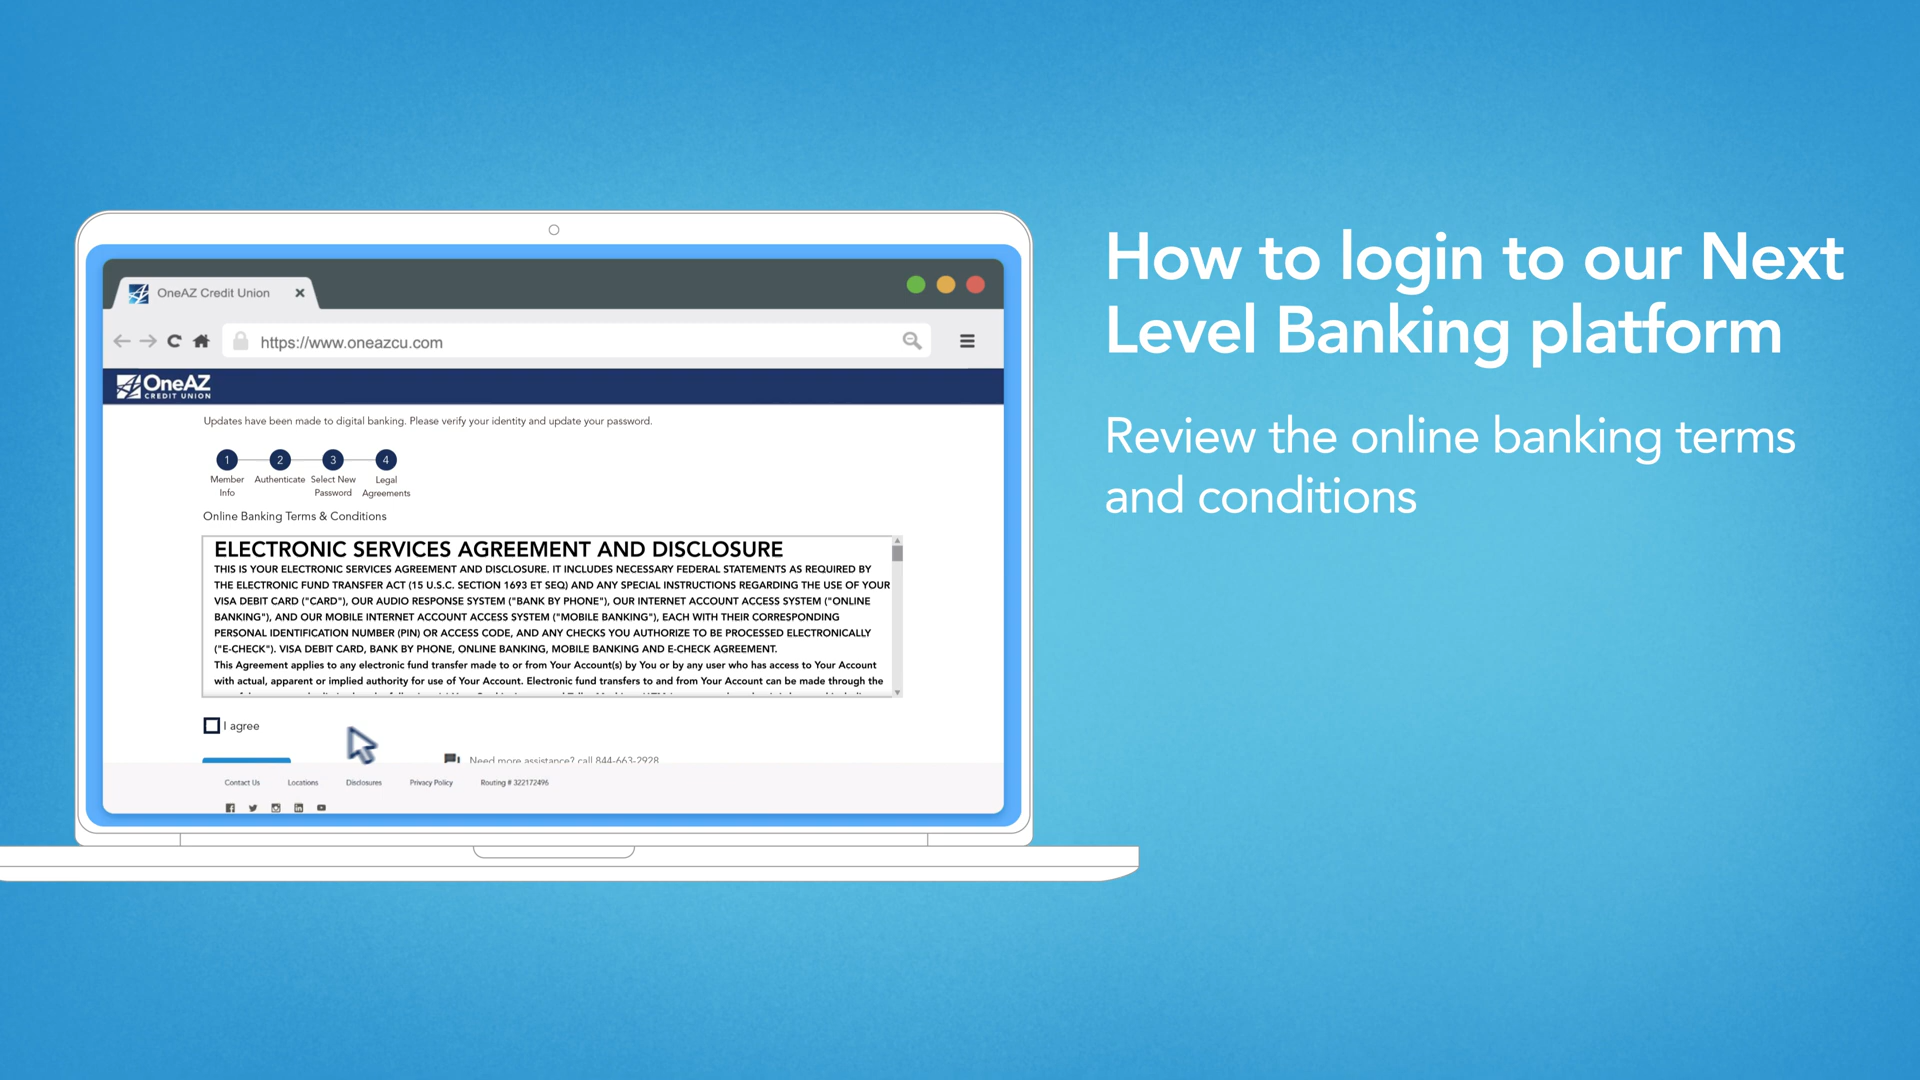 How to login to our Next
Level Banking platform
Review the online banking terms
and conditions
OneAZ Credit Union
https://www.oneazcu.com
OneAZ
CREDIT UNION
Updates have been made to digital banking. Please verify your identity and update your password.
1 2 3 4
Member Info
Authenticate
Select New Password
Legal Agreements
Online Banking Terms & Conditions
ELECTRONIC SERVICES AGREEMENT AND DISCLOSURE
THIS IS YOUR ELECTRONIC SERVICES AGREEMENT AND DISCLOSURE. IT INCLUDES NECESSARY FEDERAL STATEMENTS AS REQUIRED BY
THE ELECTRONIC FUND TRANSFER ACT (15 U.S.C. SECTION 1693 ET SEQ) AND ANY SPECIAL INSTRUCTIONS REGARDING THE USE OF YOUR
VISA DEBIT CARD ("CARD"), OUR AUDIO RESPONSE SYSTEM ("BANK BY PHONE"), OUR INTERNET ACCOUNT ACCESS SYSTEM ("ONLINE
BANKING"), AND OUR MOBILE INTERNET ACCOUNT ACCESS SYSTEM ("MOBILE BANKING"), EACH WITH THEIR CORRESPONDING
PERSONAL IDENTIFICATION NUMBER (PIN) OR ACCESS CODE, AND ANY CHECKS YOU AUTHORIZE TO BE PROCESSED ELECTRONICALLY
("E-CHECK"). VISA DEBIT CARD, BANK BY PHONE, ONLINE BANKING, MOBILE BANKING AND E-CHECK AGREEMENT.
This Agreement applies to any electronic fund transfer made to or from Your Account(s) by You or by any user who has access to Your Account
with actual, apparent or implied authority for use of Your Account. Electronic fund transfers to and from Your Account can be made through the
I agree
Need more assistance? call 844-663-2928
Contact Us Locations Disclosures Privacy Policy Routing # 322172496